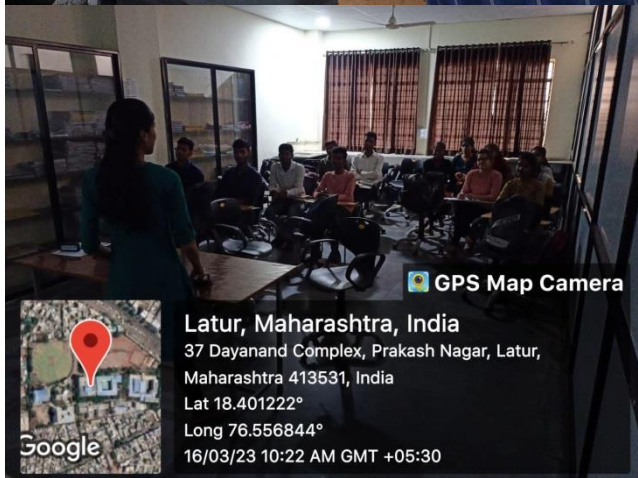 GPS Map Camera
Latur, Maharashtra, India
37 Dayanand Complex, Prakash Nagar, Latur,
Maharashtra 413531, India
Lat 18.401222°
Long 76.556844°
16/03/23 10:22 AM GMT +05:30
Google